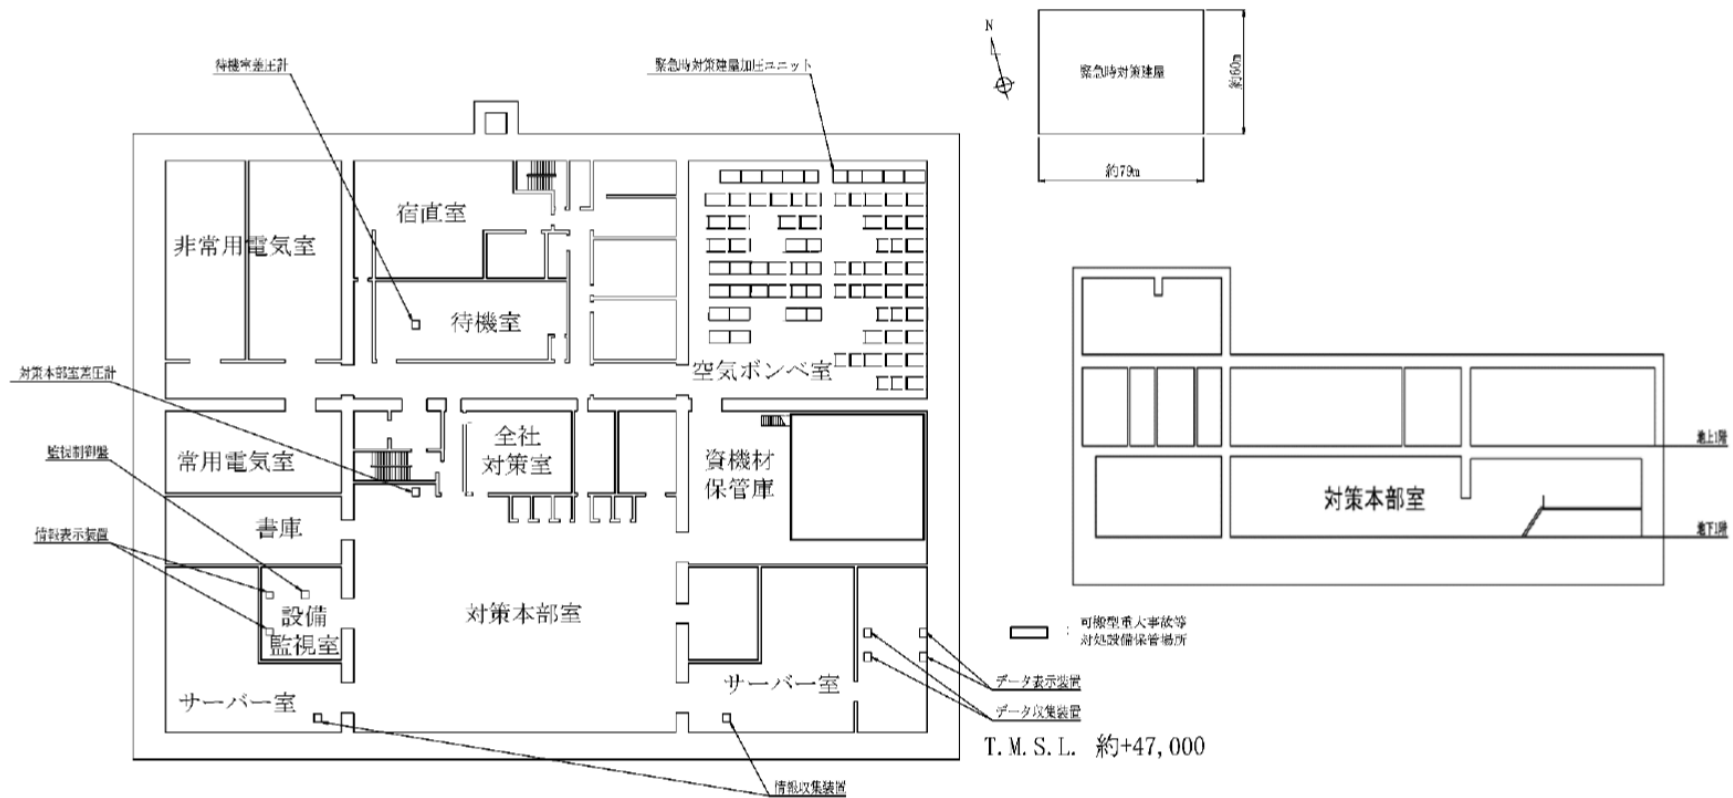 待機室差圧計
緊急時対策建屋加圧ユニット
N
緊急時対策建屋
約60m
約79m
宿直室
非常用電気室
待機室
対策本部室差圧計
空気ボンベ室
監視制御盤
全社
対策室
常用電気室
資機材
保管庫
書庫
情報表示装置
設備
監視室
対策本部室
サーバー室
サーバー室
データ表示装置
データ収集装置
情報収集装置
T.M.S.L. 約+47,000
地上1階
対策本部室
地下1階
:可搬型重大事故等
対処設備保管場所